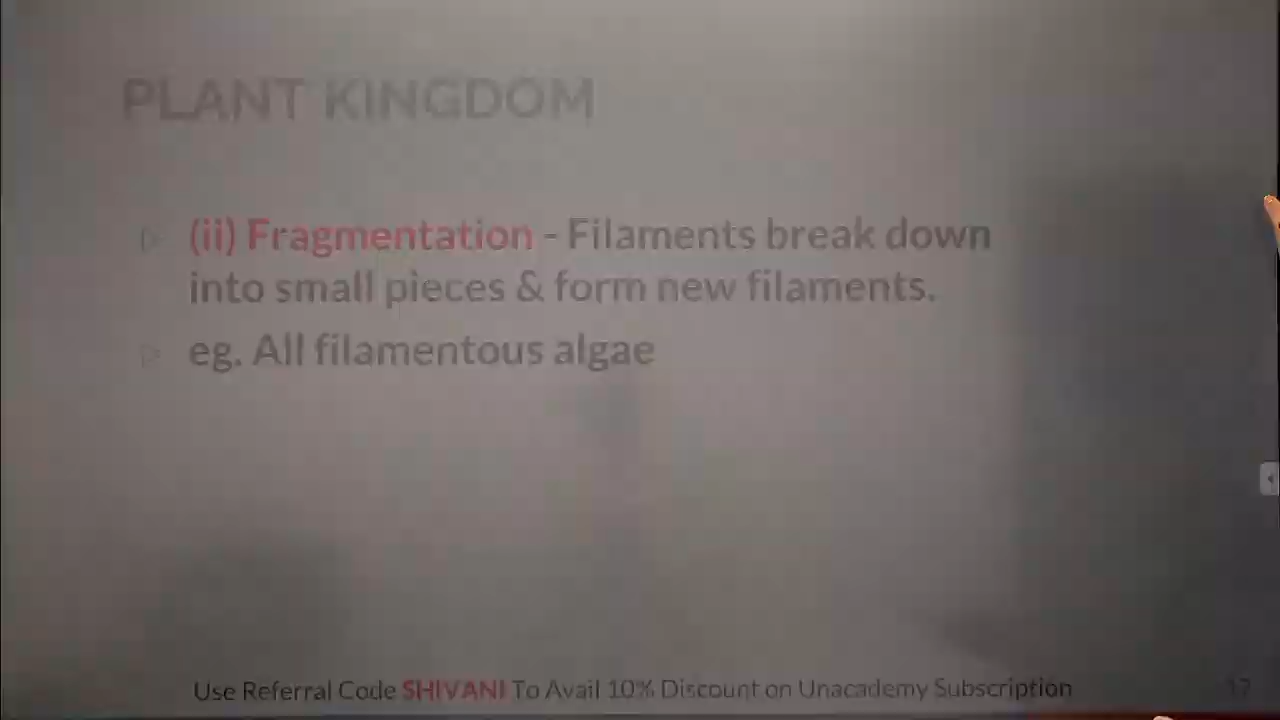 PLANT KINGDOM
(ii) Fragmentation - Filaments break down
into small pieces & form new filaments.
eg. All filamentous algae
Use Referral Code SHIVANI To Avail 10% Discount on Unacademy Subscription
17